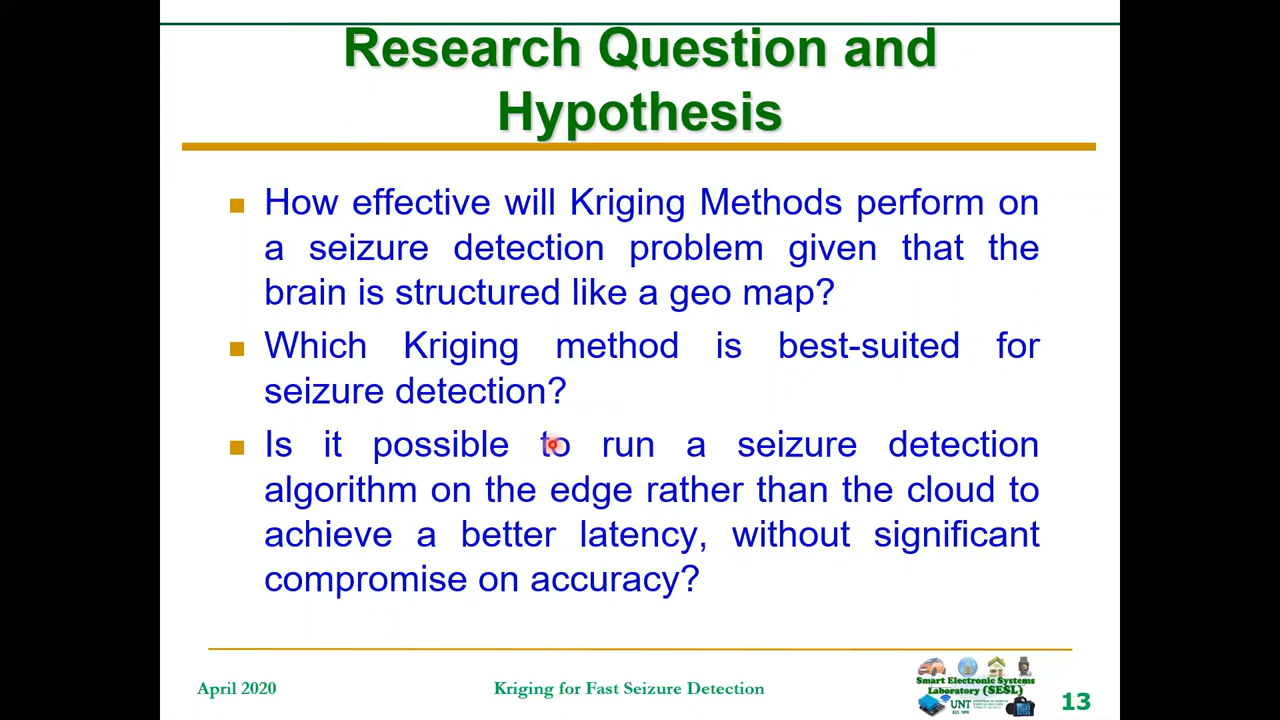 Research Question and
Hypothesis
How effective will Kriging Methods perform on
a seizure detection problem given that the
brain is structured like a geo map?
Which Kriging method is best-suited for
seizure detection?
Is it possible to run a seizure detection
algorithm on the edge rather than the cloud to
achieve a better latency, without significant
compromise on accuracy?
April 2020
Kriging for Fast Seizure Detection
Smart Electronic Systems
Laboratory (SESL)
UNT
13